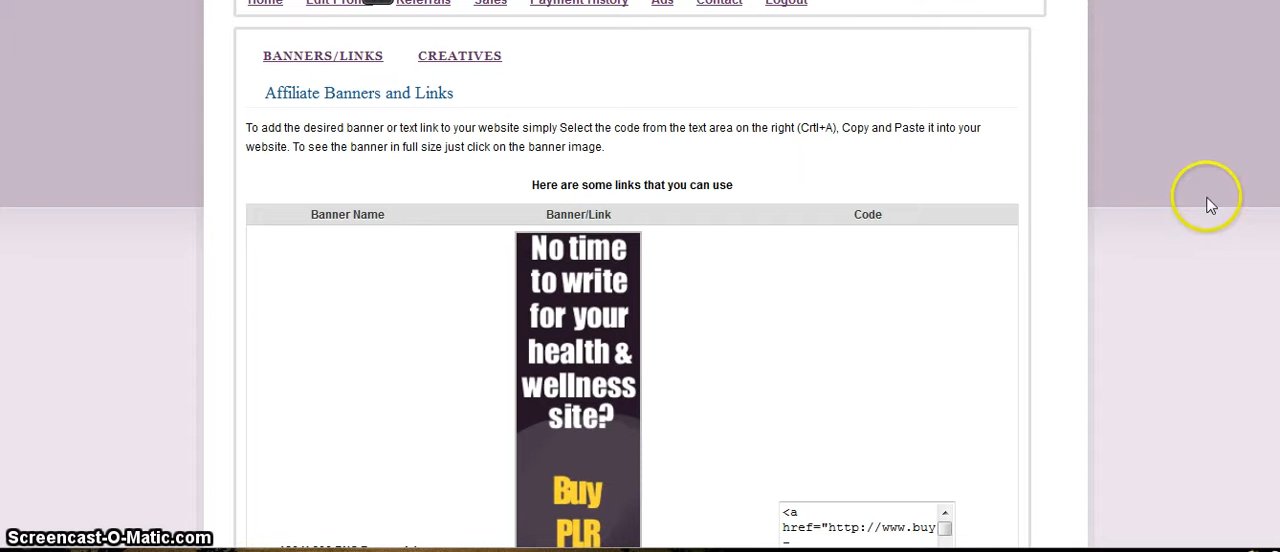 Home Edit Referrals Sales Payment History Ads Contact Logout
BANNERS/LINKS CREATIVES
Affiliate Banners and Links
To add the desired banner or text link to your website simply Select the code from the text area on the right (Crtl+A), Copy and Paste it into your
website. To see the banner in full size just click on the banner image.
Here are some links that you can use
Banner Name Banner/Link Code
No time
to write
for your
health &
wellness
site?
Buy
PLR
<a
href="http://www.buy
-
Screencast-O-Matic.com